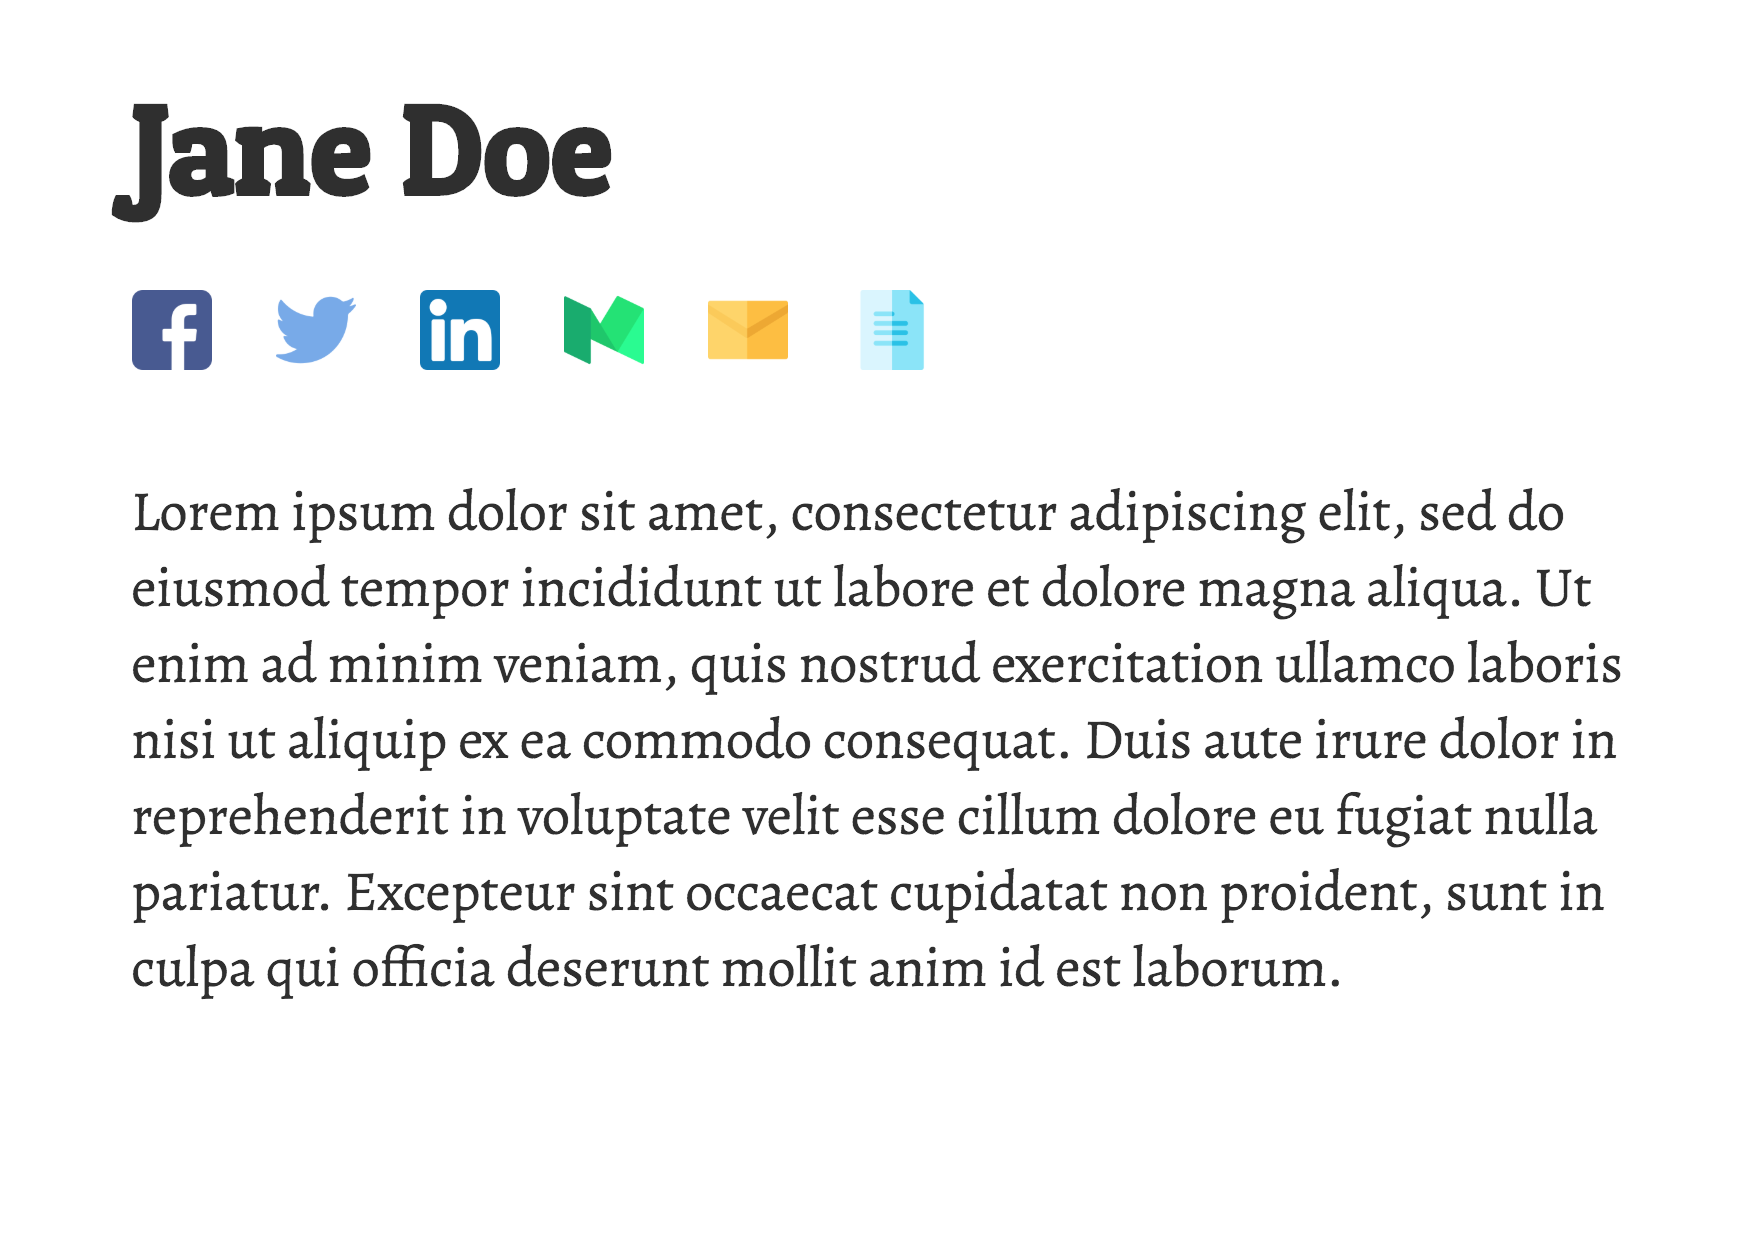 Jane Doe
Lorem ipsum dolor sit amet, consectetur adipiscing elit, sed do
eiusmod tempor incididunt ut labore et dolore magna aliqua. Ut
enim ad minim veniam, quis nostrud exercitation ullamco laboris
nisi ut aliquip ex ea commodo consequat. Duis aute irure dolor in
reprehenderit in voluptate velit esse cillum dolore eu fugiat nulla
pariatur. Excepteur sint occaecat cupidatat non proident, sunt in
culpa qui officia deserunt mollit anim id est laborum.